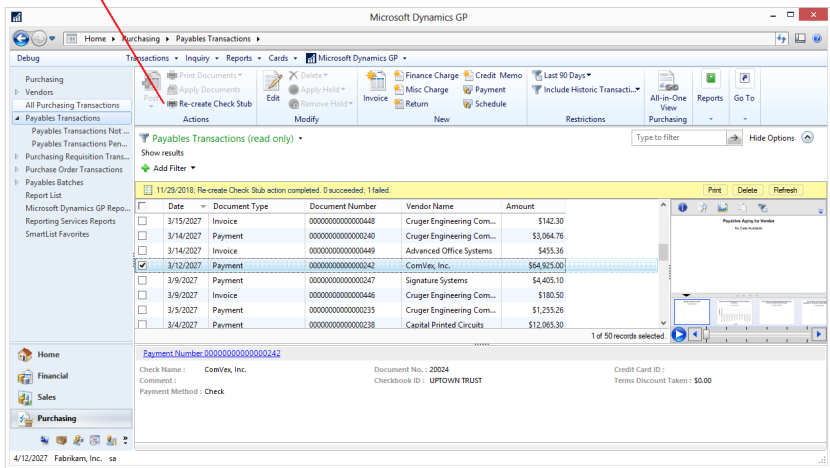 Microsoft Dynamics GP
Home Purchasing Payables Transactions
Debug Transactions Inquiry Reports Cards Microsoft Dynamics GP
Post
Print Documents
Apply Documents
Re-create Check Stub
Actions
Edit
Delete
Apply Hold
Remove Hold
Modify
Invoice
Finance Charge
Credit Memo
Misc Charge
Payment
Return
Schedule
New
Last 90 Days
Include Historic Transacti...
Restrictions
All-in-One
View
Purchasing
Reports
Go To
Purchasing
Vendors
All Purchasing Transactions
Payables Transactions
Payables Transactions Not ...
Payables Transactions Pen...
Purchasing Requisition Trans...
Purchase Order Transactions
Payables Batches
Report List
Microsoft Dynamics GP Repo...
Reporting Services Reports
SmartList Favorites
Payables Transactions (read only)
Type to filter
Hide Options
Show results
Add Filter
11/29/2018; Re-create Check Stub action completed. 0 succeeded; 1 failed.
Print Delete Refresh
Date Document Type Document Number Vendor Name Amount
3/15/2027 Invoice 00000000000000448 Cruger Engineering Com... $142.30
3/14/2027 Payment 00000000000000240 Cruger Engineering Com... $3,064.76
3/14/2027 Invoice 00000000000000449 Advanced Office Systems $455.36
3/12/2027 Payment 00000000000000242 ComVex, Inc. $64,925.00
3/9/2027 Payment 00000000000000247 Signature Systems $4,405.10
3/9/2027 Invoice 00000000000000446 Cruger Engineering Com... $180.50
3/5/2027 Payment 00000000000000235 Cruger Engineering Com... $1,255.26
3/4/2027 Payment 00000000000000238 Capital Printed Circuits $12,065.30
1 of 50 records selected.
Payables Aging by Vendor
No Data Available
Home
Financial
Sales
Purchasing
Payment Number 00000000000000242
Check Name : ComVex, Inc. Document No. : 20024 Credit Card ID :
Comment : Checkbook ID : UPTOWN TRUST Terms Discount Taken : $0.00
Payment Method : Check
4/12/2027 Fabrikam, Inc. sa